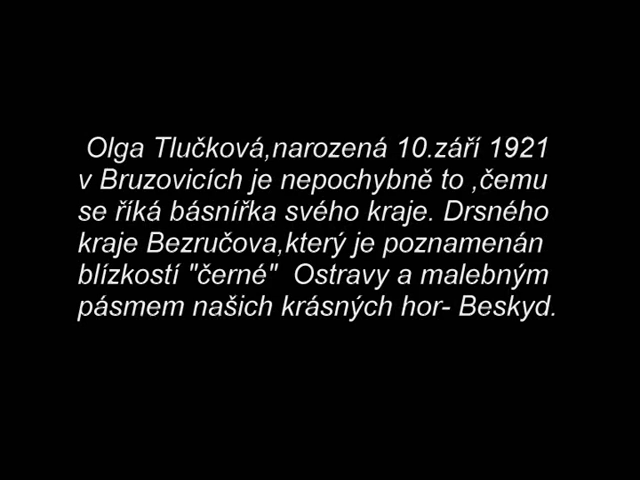 Olga Tlučková,narozená 10.září 1921
v Bruzovicích je nepochybně to ,čemu
se říká básnířka svého kraje. Drsného
kraje Bezručova,který je poznamenán
blízkostí "černé" Ostravy a malebným
pásmem našich krásných hor- Beskyd.